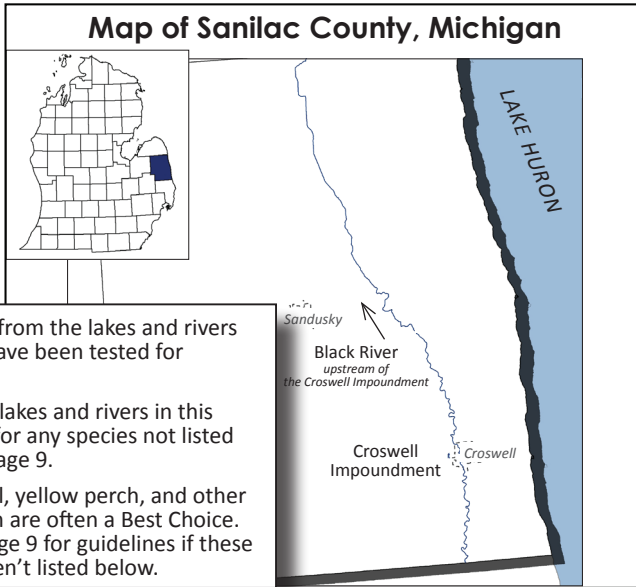 Map of Sanilac County, Michigan
LAKE HURON
Sandusky
Black River
upstream of
the Croswell Impoundment
Croswell
Impoundment
Croswell
from the lakes and rivers
ave been tested for
lakes and rivers in this
for any species not listed
age 9.
l, yellow perch, and other
h are often a Best Choice.
ge 9 for guidelines if these
en't listed below.